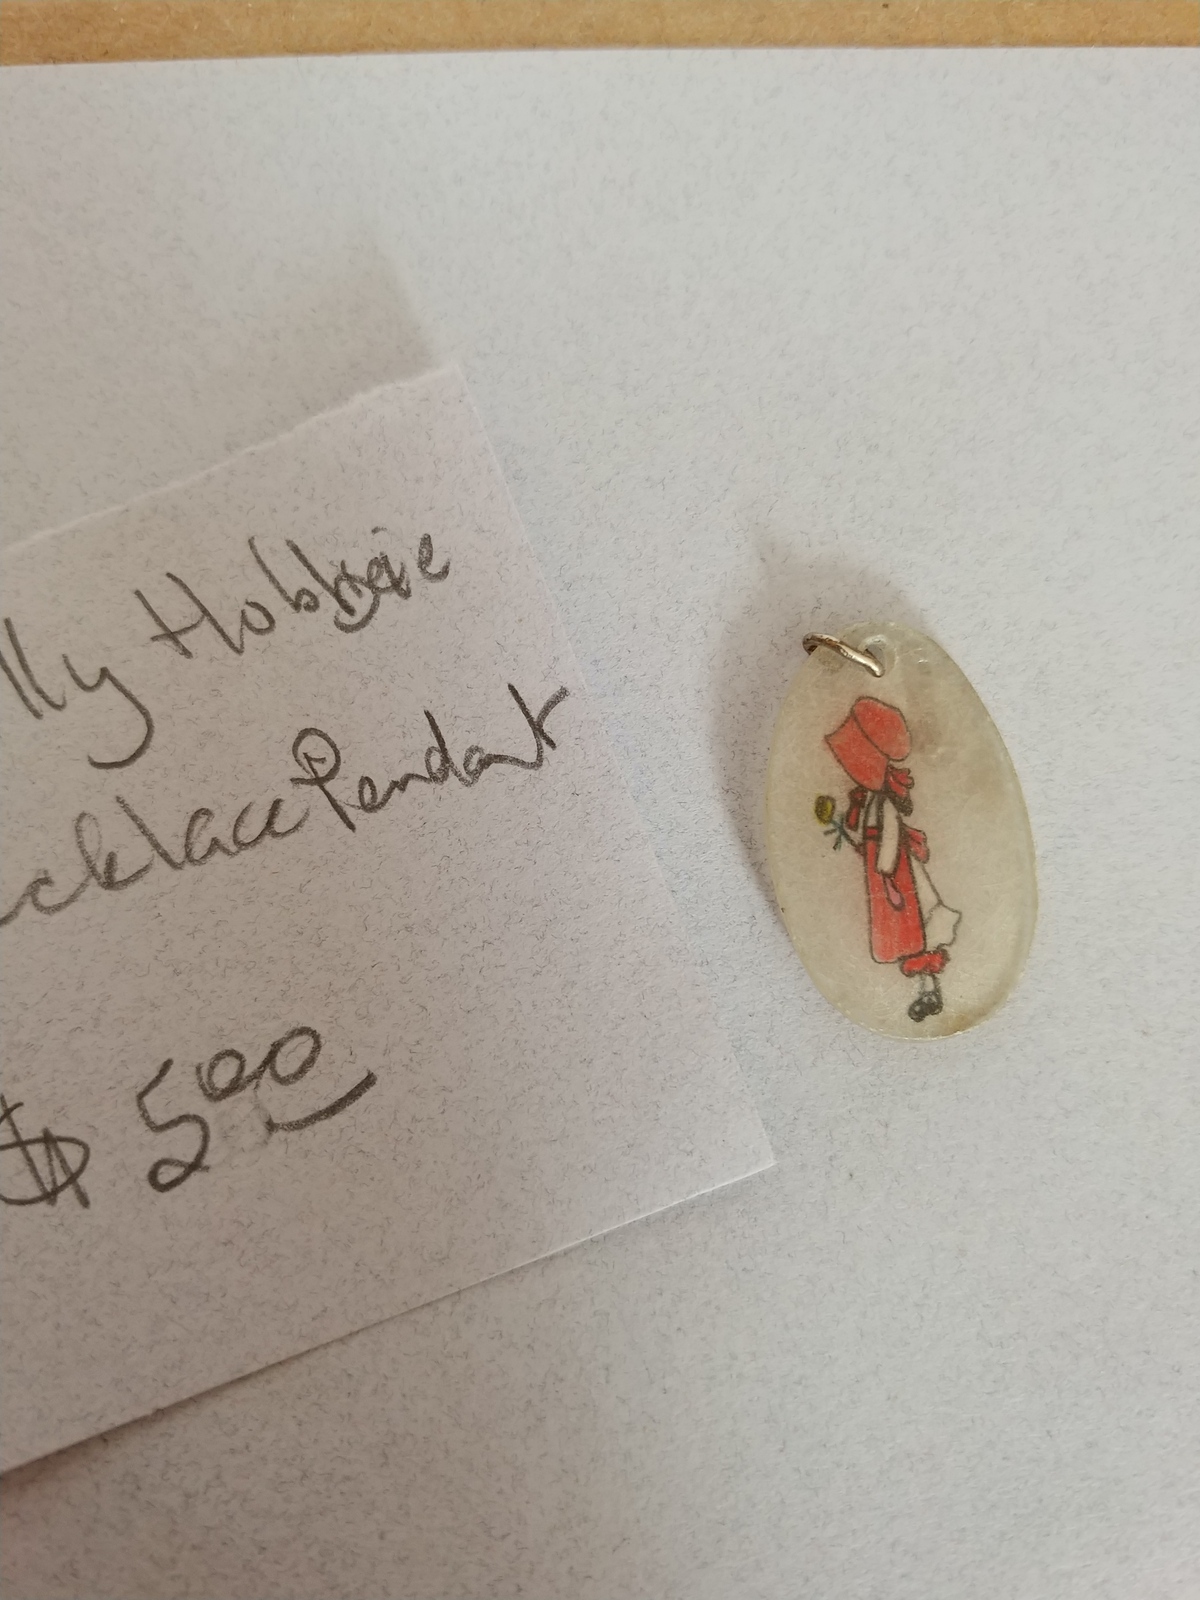 lly Hobbie
cklace Pendant
$ 5.00